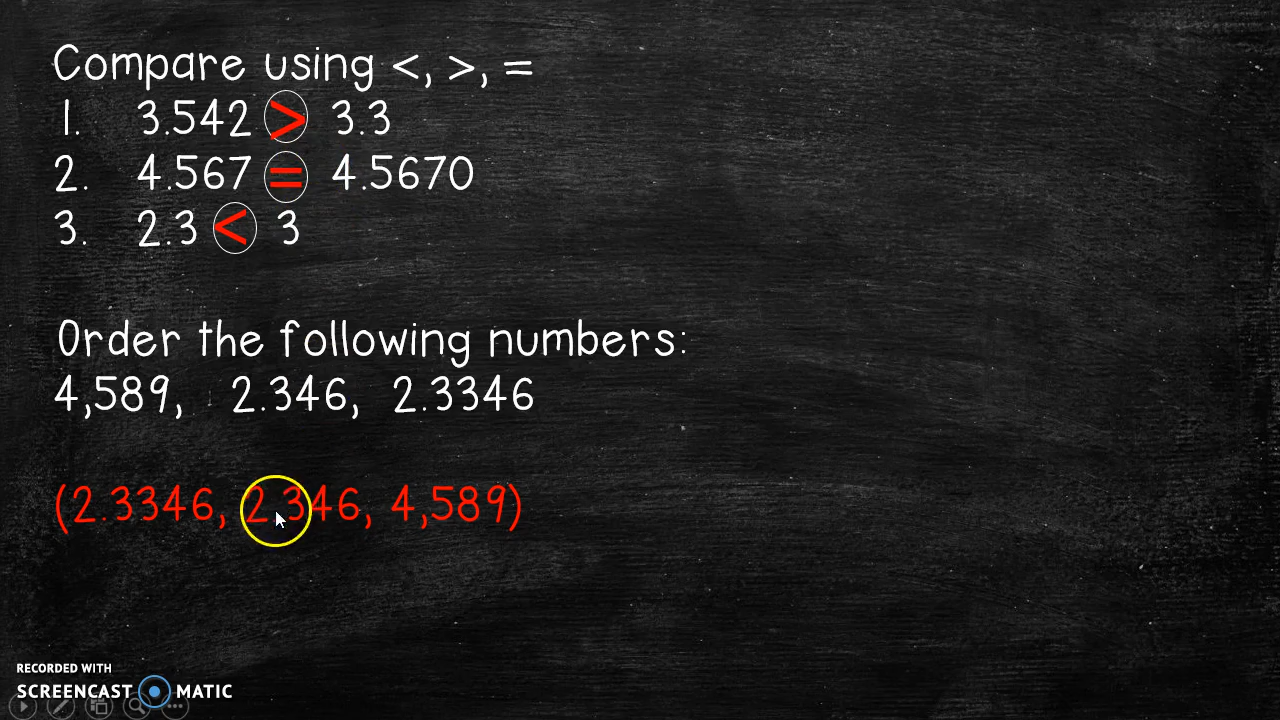 Compare using <, >, =
1. 3.542 > 3.3
2. 4.567 = 4.5670
3. 2.3 < 3
Order the following numbers:
4,589, 2.346, 2.3346
(2.3346, 2.346, 4,589)
RECORDED WITH
SCREENCAST MATIC